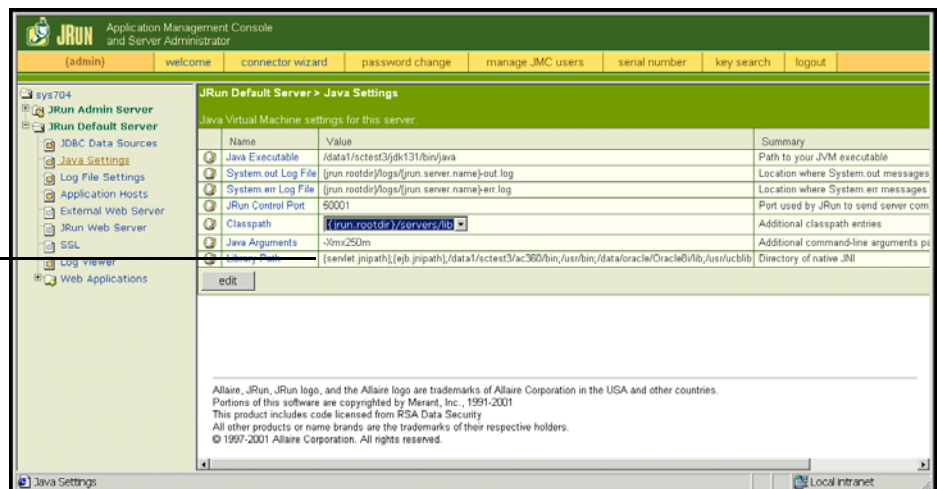 JRUN
Application Management Console
and Server Administrator
(admin)
welcome
connector wizard
password change
manage JMC users
serial number
key search
logout
sys704
JRun Admin Server
JRun Default Server
JDBC Data Sources
Java Settings
Log File Settings
Application Hosts
External Web Server
JRun Web Server
SSL
Log Viewer
Web Applications
JRun Default Server > Java Settings
Java Virtual Machine settings for this server.
Name Value Summary
Java Executable /data1/sctest3/jdk131/bin/java Path to your JVM executable
System.out Log File {jrun.rootdir}/logs/{jrun.server.name}-out.log Location where System.out messages
System.err Log File {jrun.rootdir}/logs/{jrun.server.name}-err.log Location where System.err messages
JRun Control Port 50001 Port used by JRun to send server com
Classpath {jrun.rootdir}/servers/lib Additional classpath entries
Java Arguments -Xmx250m Additional command-line arguments pa
Library Path {servlet.jnipath};{ejb.jnipath};/data1/sctest3/ac360/bin;/usr/bin;/data/oracle/Oracle8i/lib;/usr/ucblib Directory of native JNI
edit
Allaire, JRun, JRun logo, and the Allaire logo are trademarks of Allaire Corporation in the USA and other countries.
Portions of this software are copyrighted by Merant, Inc., 1991-2001
This product includes code licensed from RSA Data Security
All other products or name brands are the trademarks of their respective holders.
© 1997-2001 Allaire Corporation. All rights reserved.
Java Settings
Local intranet